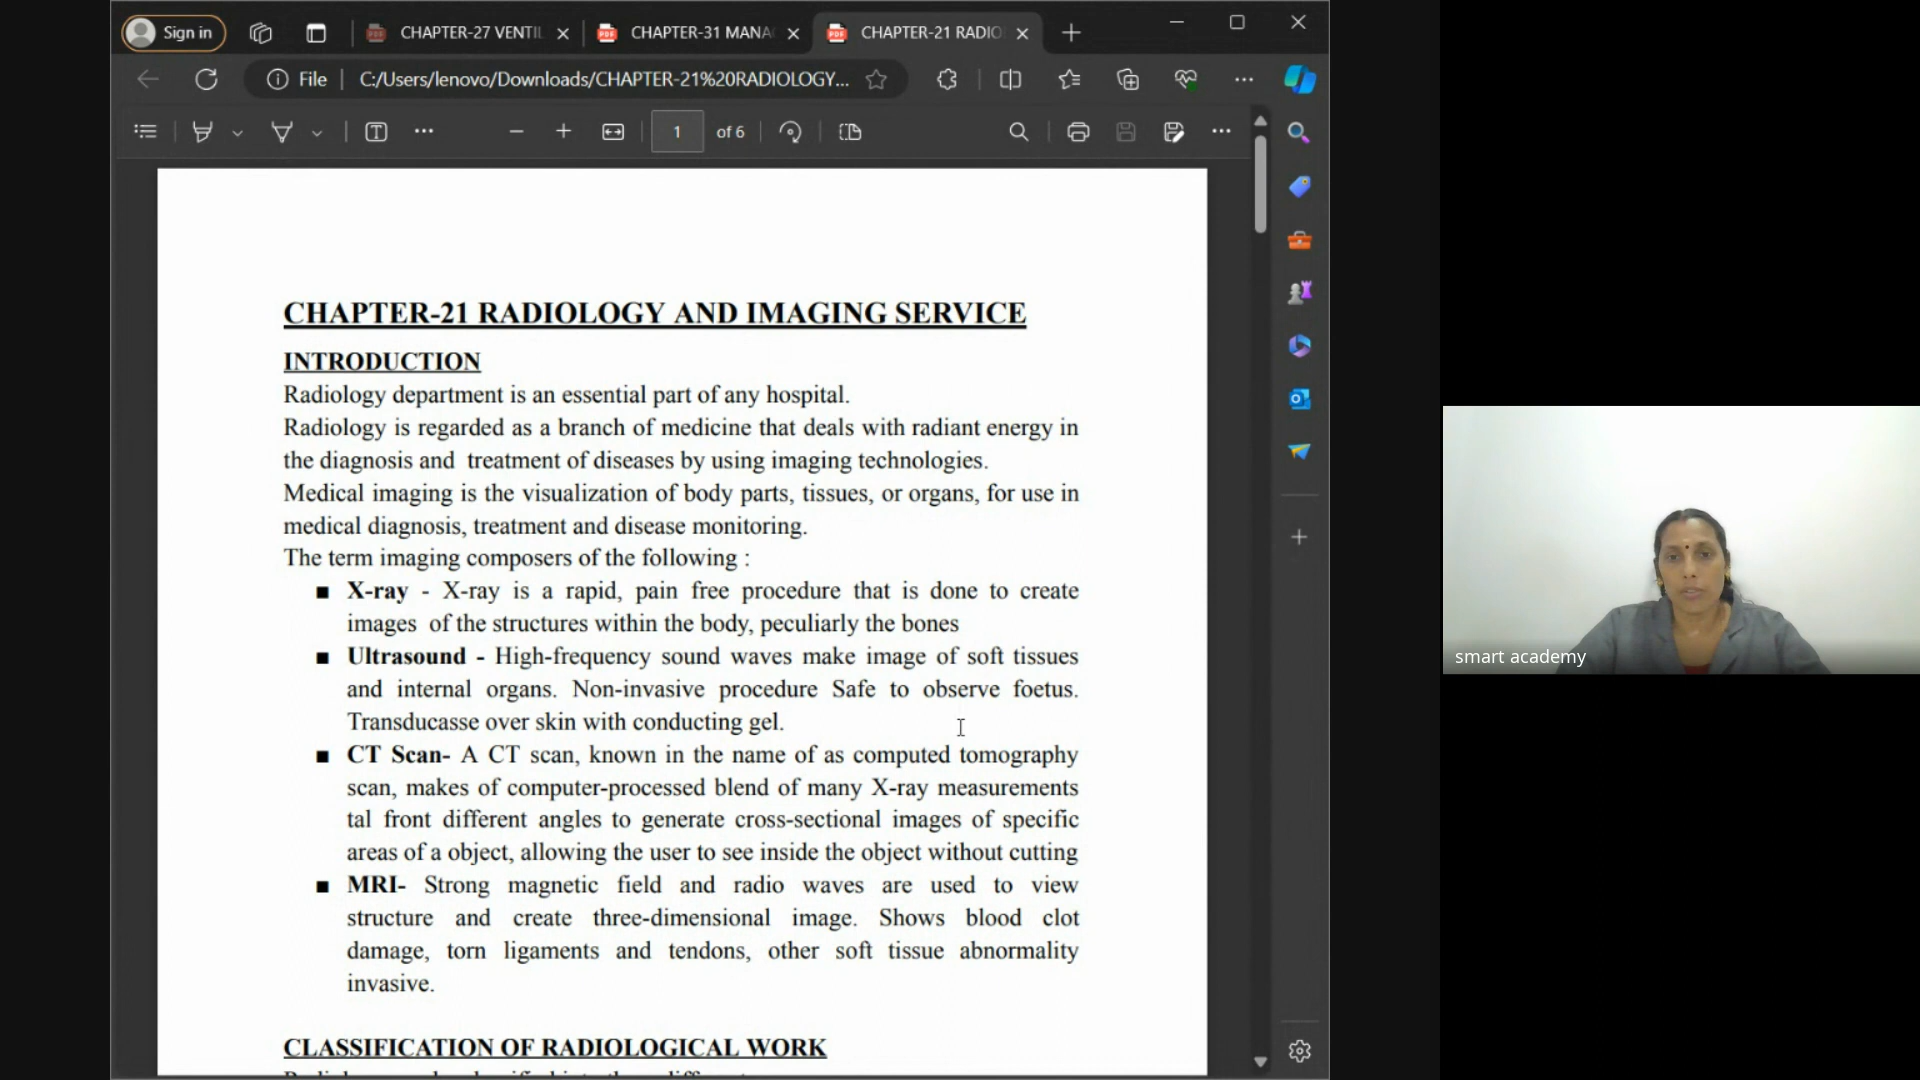 Sign in
CHAPTER-27 VENTIL
CHAPTER-31 MANA
CHAPTER-21 RADIO
File
C:/Users/lenovo/Downloads/CHAPTER-21%20RADIOLOGY...
1 of 6
CHAPTER-21 RADIOLOGY AND IMAGING SERVICE
INTRODUCTION
Radiology department is an essential part of any hospital.
Radiology is regarded as a branch of medicine that deals with radiant energy in
the diagnosis and treatment of diseases by using imaging technologies.
Medical imaging is the visualization of body parts, tissues, or organs, for use in
medical diagnosis, treatment and disease monitoring.
The term imaging composers of the following :
■ X-ray - X-ray is a rapid, pain free procedure that is done to create
images of the structures within the body, peculiarly the bones
■ Ultrasound - High-frequency sound waves make image of soft tissues
and internal organs. Non-invasive procedure Safe to observe foetus.
Transducasse over skin with conducting gel.
■ CT Scan- A CT scan, known in the name of as computed tomography
scan, makes of computer-processed blend of many X-ray measurements
tal front different angles to generate cross-sectional images of specific
areas of a object, allowing the user to see inside the object without cutting
■ MRI- Strong magnetic field and radio waves are used to view
structure and create three-dimensional image. Shows blood clot
damage, torn ligaments and tendons, other soft tissue abnormality
invasive.
CLASSIFICATION OF RADIOLOGICAL WORK
smart academy